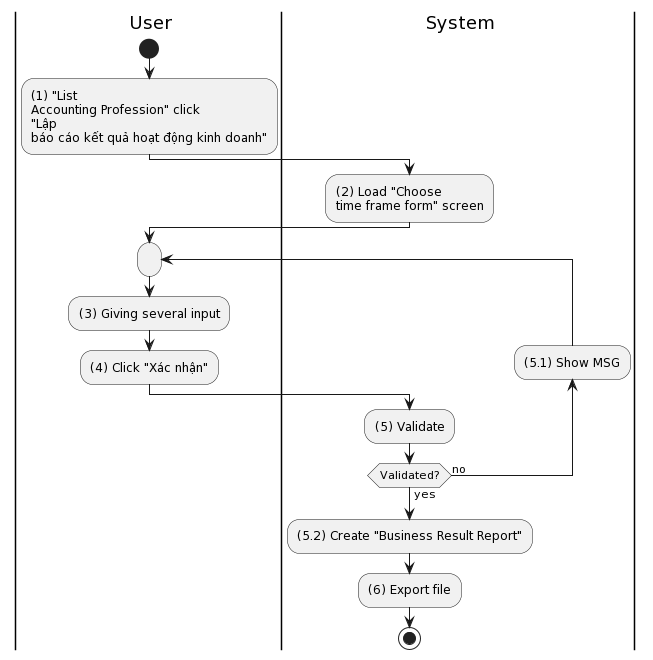 User
System
(1) "List
Accounting Profession" click
"Lập
báo cáo kết quả hoạt động kinh doanh"
(2) Load "Choose
time frame form" screen
(3) Giving several input
(4) Click "Xác nhận"
(5.1) Show MSG
(5) Validate
Validated?
no
yes
(5.2) Create "Business Result Report"
(6) Export file